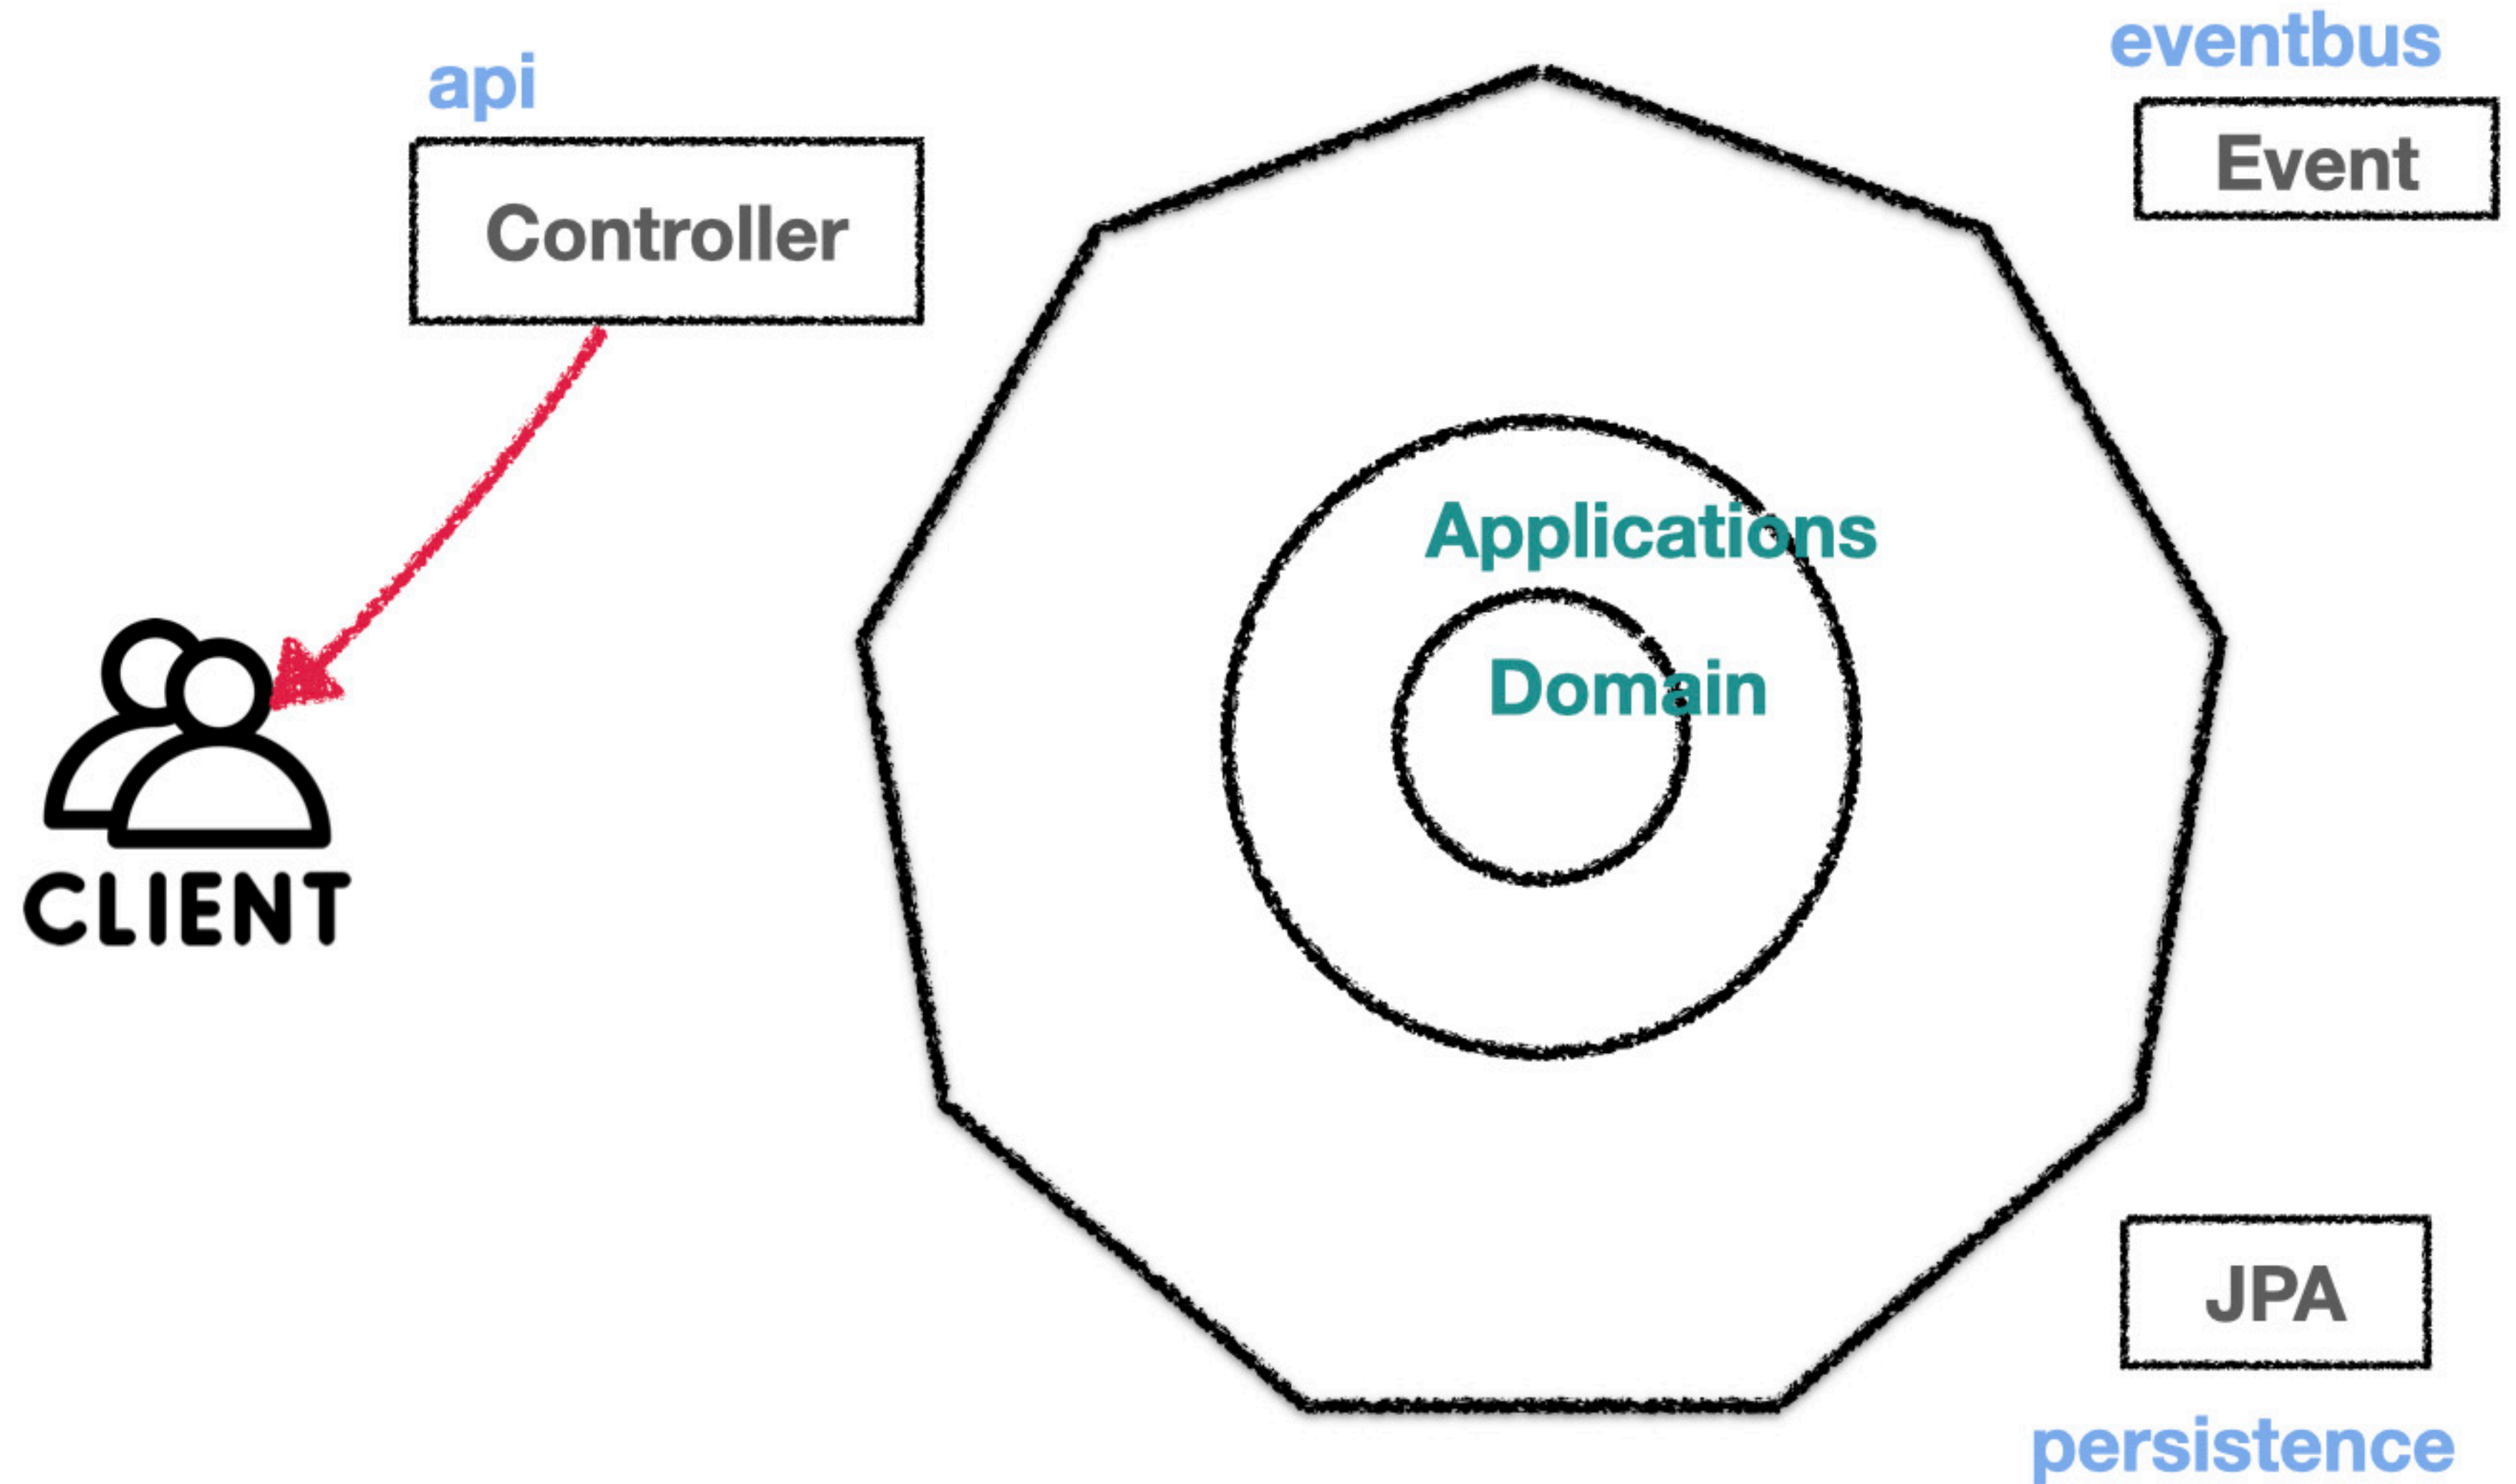 eventbus
api
Event
Controller
Applications
Domain
CLIENT
JPA
persistence